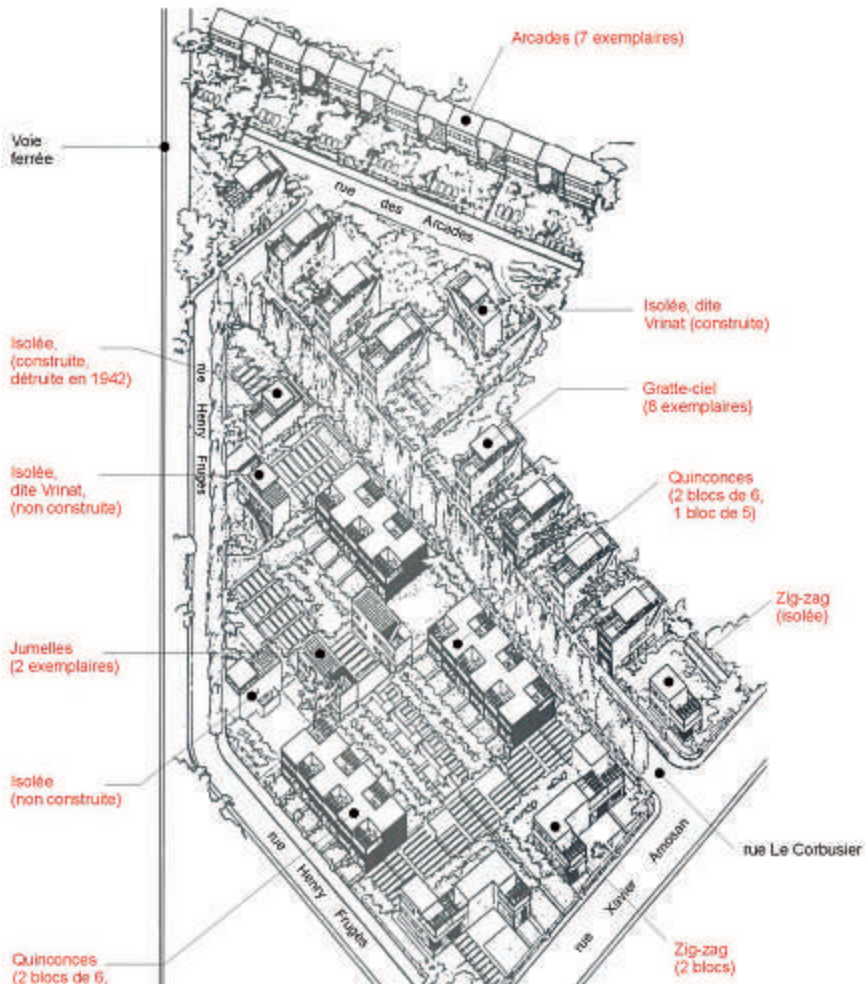 Arcades (7 exemplaires)
Voie
ferrée
rue des Arcades
Isolée, dite
Vrinat (construite)
Isolée,
(construite,
détruite en 1942)
rue Henry Frugès
Gratte-ciel
(8 exemplaires)
Isolée,
dite Vrinat,
(non construite)
Quinconces
(2 blocs de 6,
1 bloc de 5)
Zig-zag
(isolée)
Jumelles
(2 exemplaires)
Isolée
(non construite)
rue Le Corbusier
rue Henry Frugès
rue Xavier Arnosan
Zig-zag
(2 blocs)
Quinconces
(2 blocs de 6,